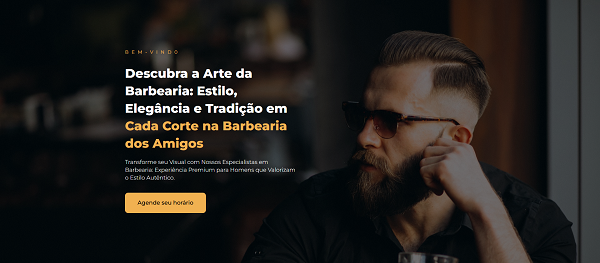 BEM-VINDO
Descubra a Arte da
Barbearia: Estilo,
Elegância e Tradição em
Cada Corte na Barbearia
dos Amigos
Transforme seu Visual com Nossos Especialistas em
Barbearia: Experiência Premium para Homens que Valorizam
o Estilo Autêntico.
Agende seu horário